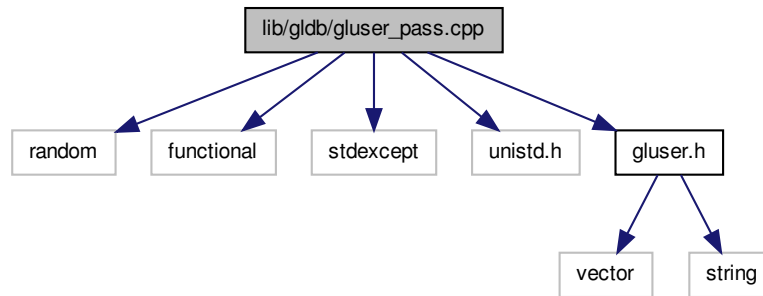 lib/gldb/gluser_pass.cpp
random
functional
stdexcept
unistd.h
gluser.h
vector
string